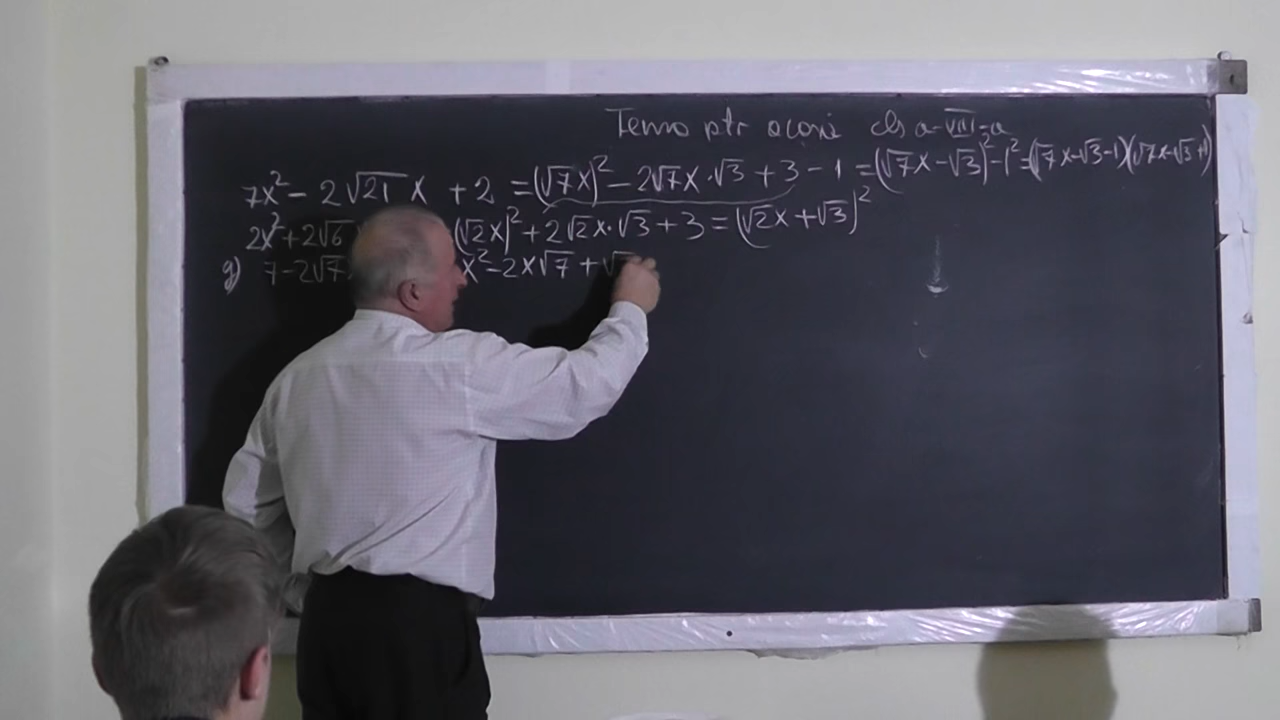 Temo ptr acasă cls a-VIII-a
7x² - 2√21 x + 2 = (√7x)² - 2√7x·√3 + 3 - 1 = (√7x - √3)² - 1² = (√7x - √3 - 1)(√7x - √3 + 1)
2x² + 2√6 (√2x)² + 2√2x·√3 + 3 = (√2x + √3)²
g) 7 - 2√7 x² - 2x√7 + √7